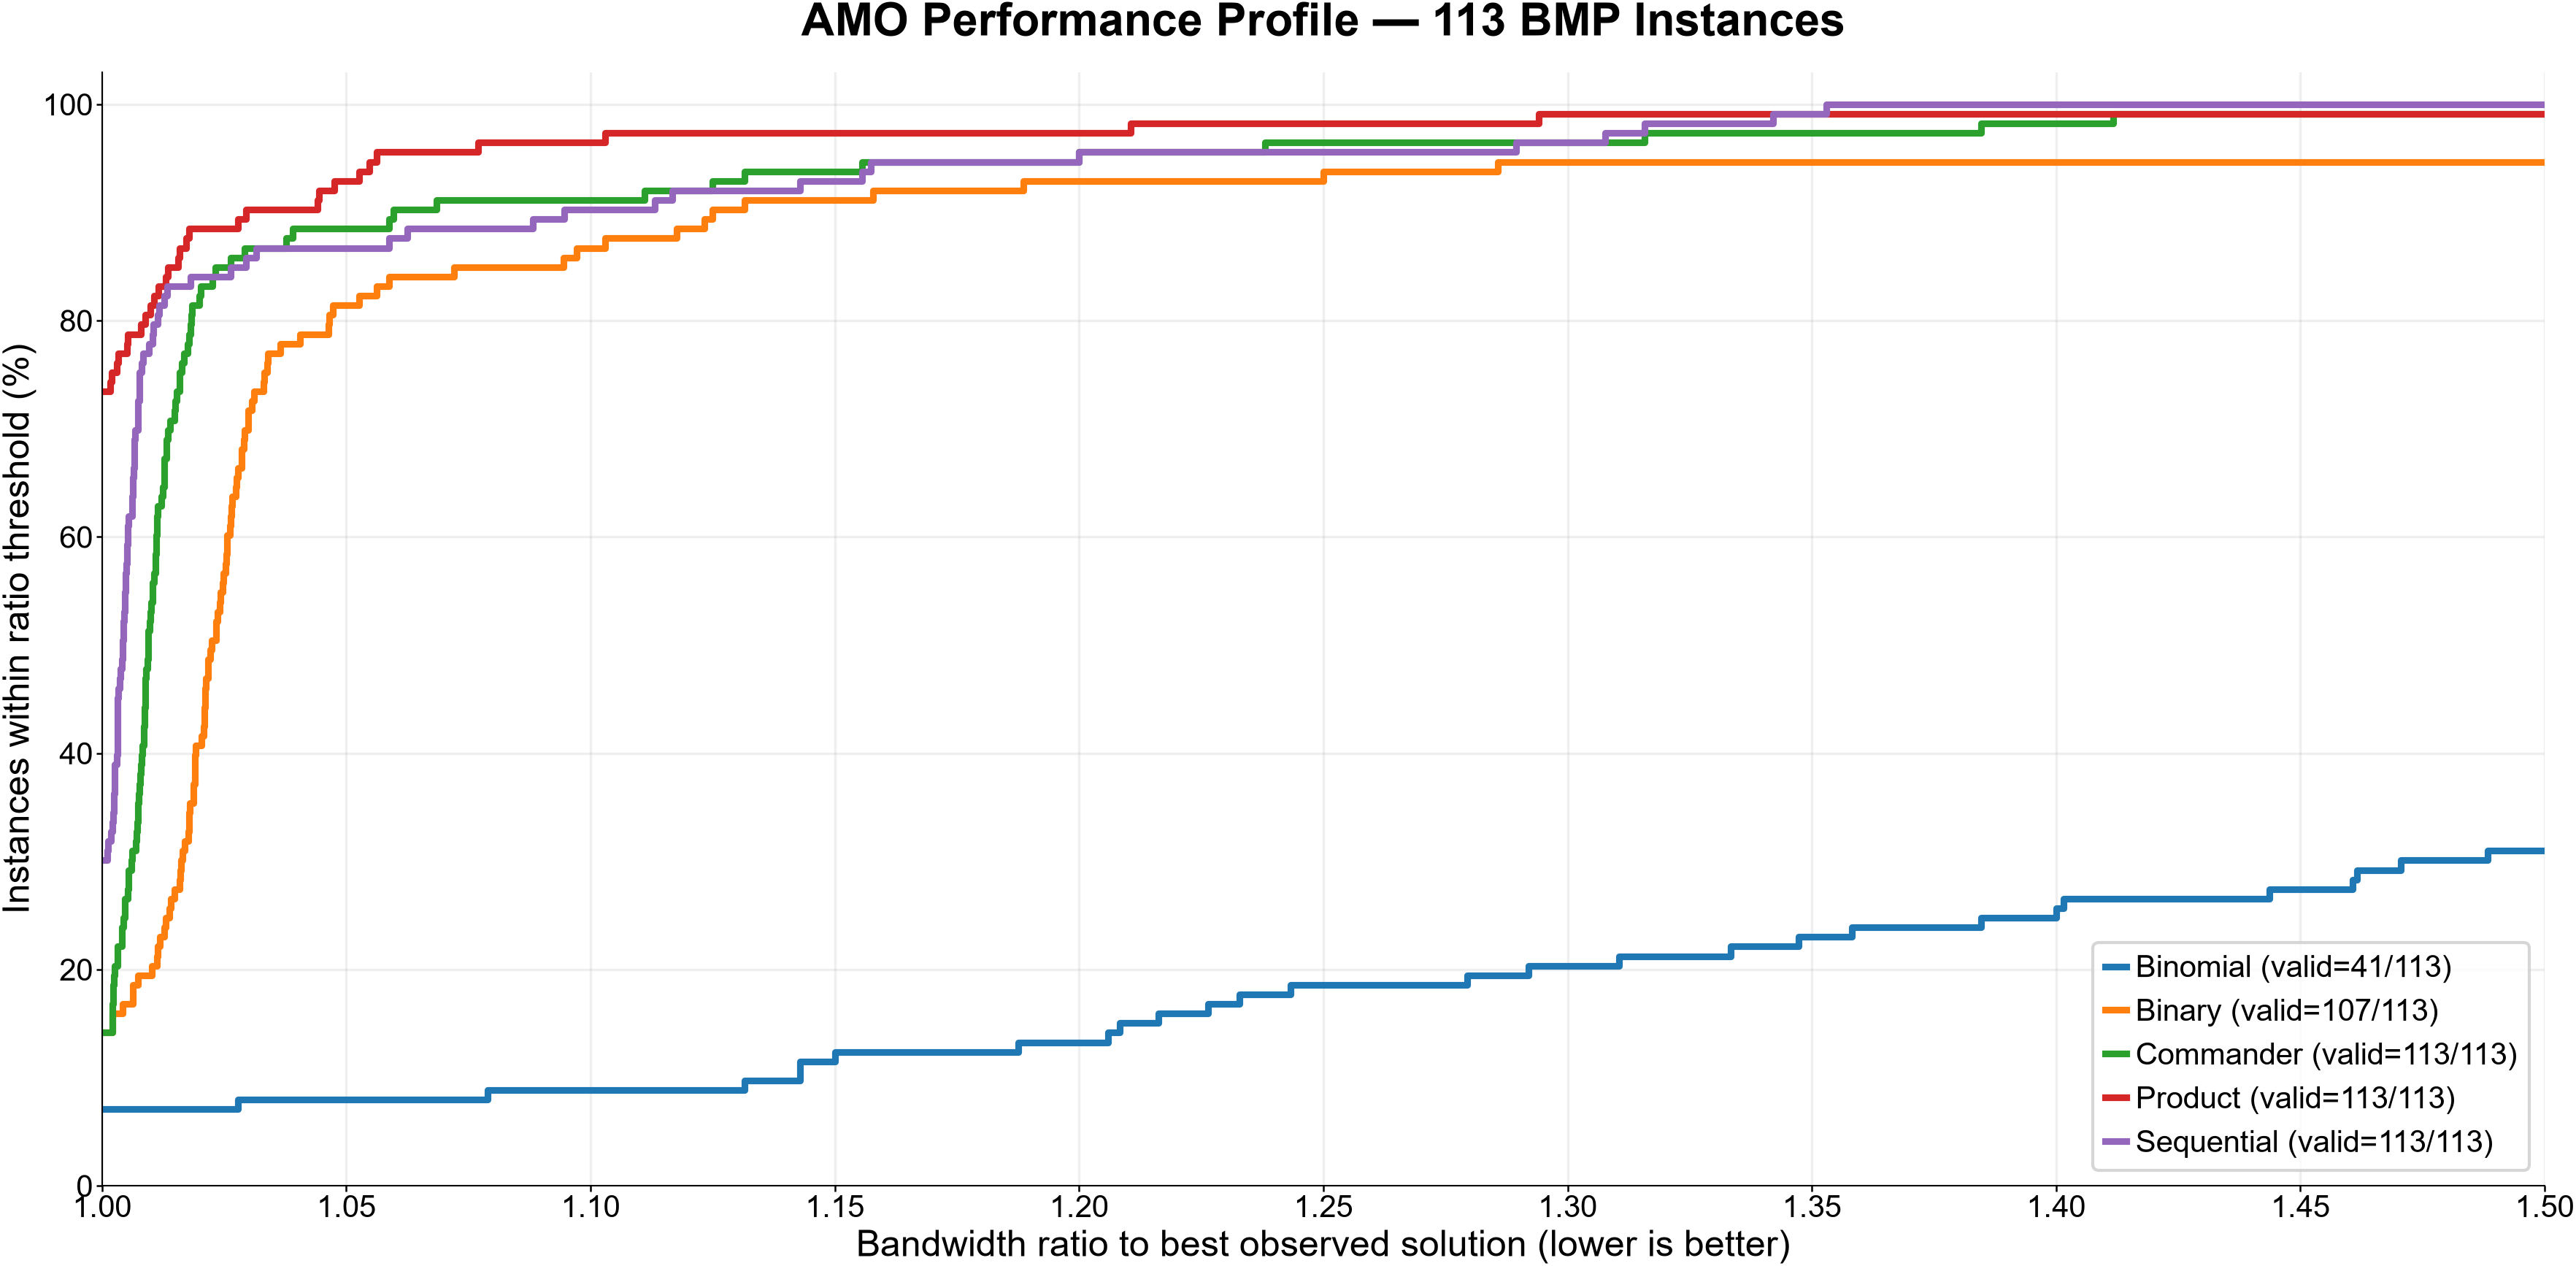 AMO Performance Profile — 113 BMP Instances
Instances within ratio threshold (%)
100
80
60
40
20
0
1.00 1.05 1.10 1.15 1.20 1.25 1.30 1.35 1.40 1.45 1.50
Bandwidth ratio to best observed solution (lower is better)
Binomial (valid=41/113)
Binary (valid=107/113)
Commander (valid=113/113)
Product (valid=113/113)
Sequential (valid=113/113)